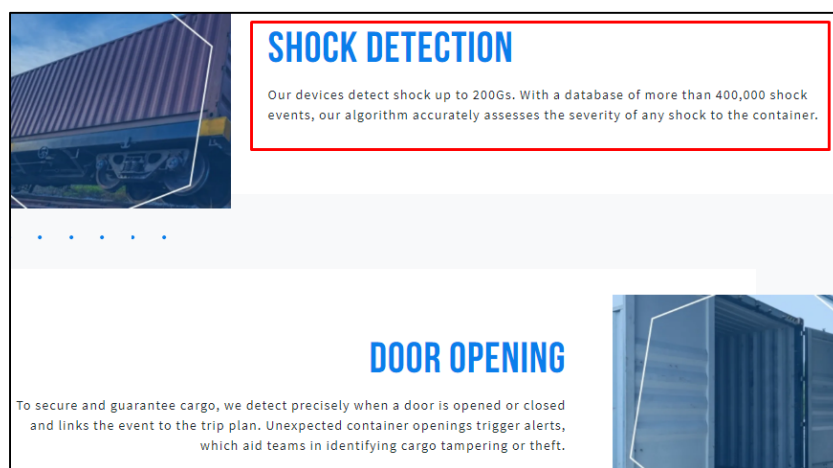 SHOCK DETECTION
Our devices detect shock up to 200Gs. With a database of more than 400,000 shock
events, our algorithm accurately assesses the severity of any shock to the container.
DOOR OPENING
To secure and guarantee cargo, we detect precisely when a door is opened or closed
and links the event to the trip plan. Unexpected container openings trigger alerts,
which aid teams in identifying cargo tampering or theft.